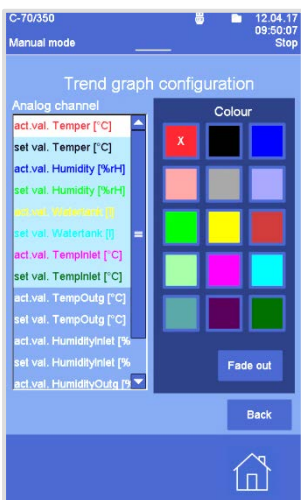 C-70/350
12.04.17
09:50:07
Manual mode
Stop
Trend graph configuration
Analog channel
Colour
act.val. Temper [°C]
set val. Temper [°C]
act.val. Humidity [%rH]
set val. Humidity [%rH]
act.val. Watertank [l]
set val. Watertank [l]
act.val. TempInlet [°C]
set val. TempInlet [°C]
act.val. TempOutg [°C]
set val. TempOutg [°C]
act.val. HumidityInlet [%
set val. HumidityInlet [%
act.val. HumidityOutg [%
X
Fade out
Back